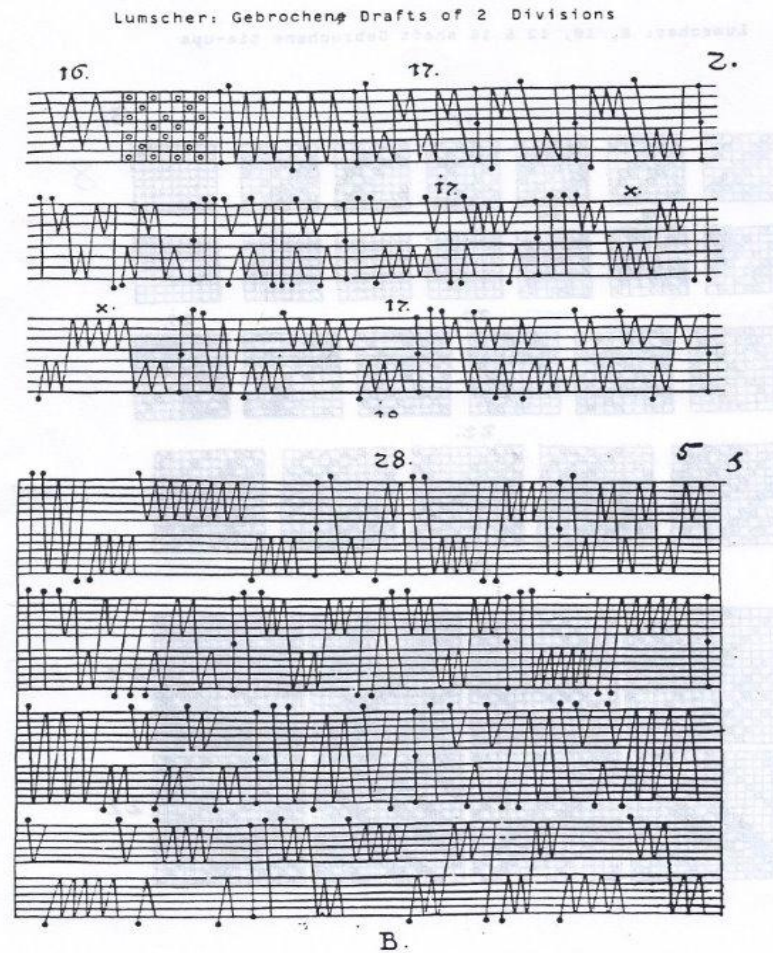 Lumscher: Gebrochene Drafts of 2 Divisions
16. 17. 2.
17. x.
x. 17.
28. 5 5
B.